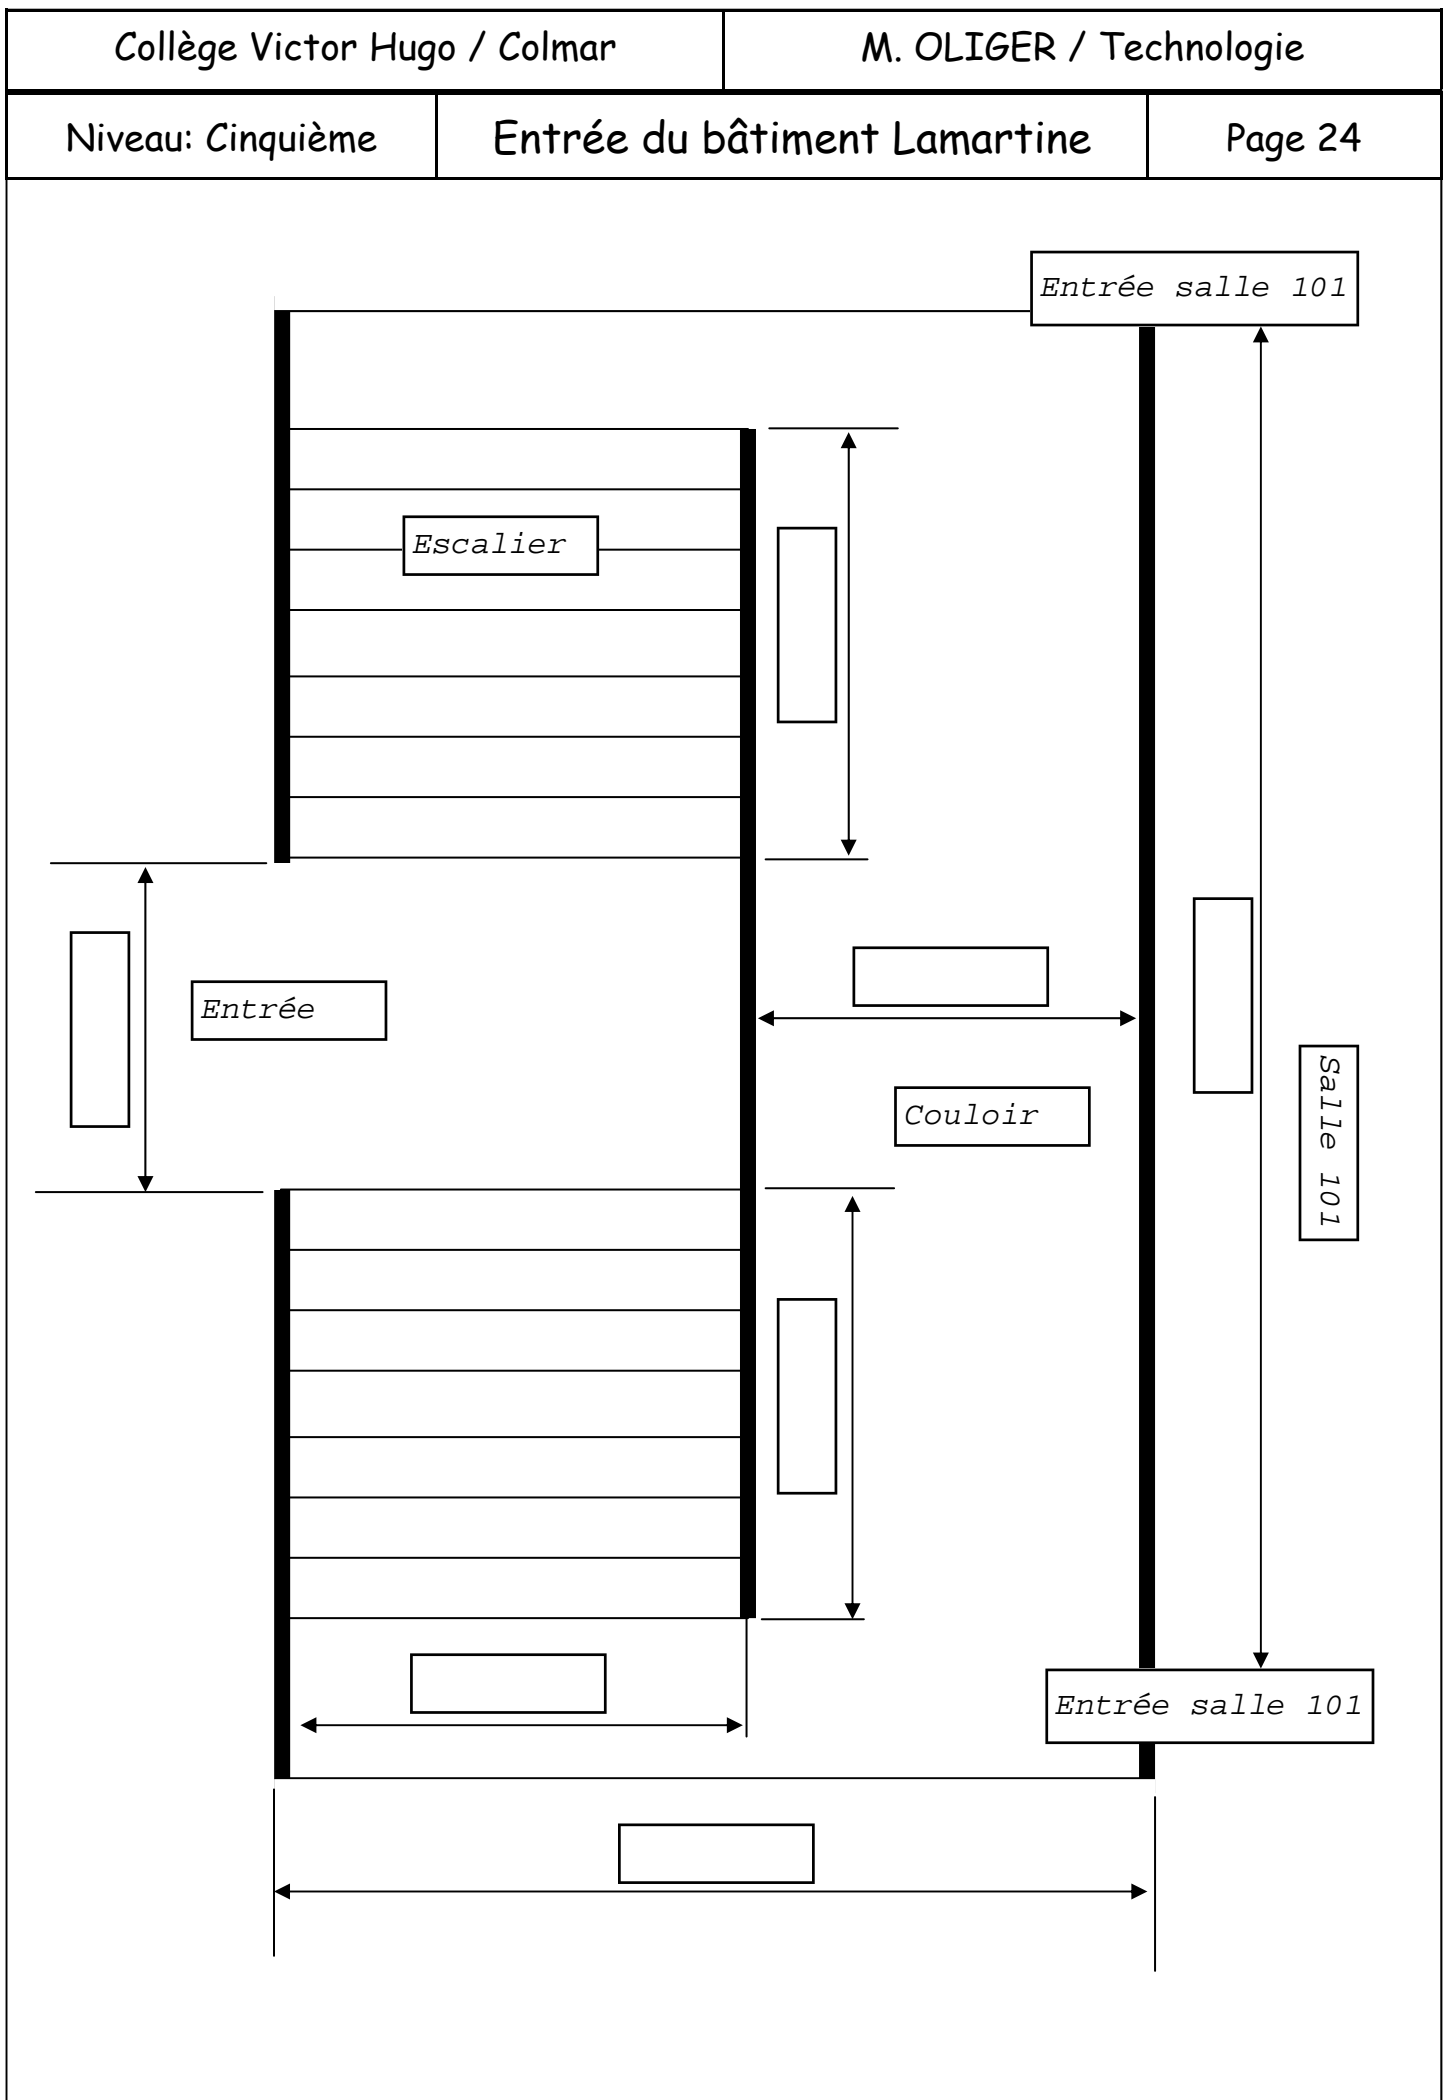 Collège Victor Hugo / Colmar
M. OLIGER / Technologie
Niveau: Cinquième
Entrée du bâtiment Lamartine
Page 24
Entrée salle 101
Escalier
Entrée
Couloir
Salle 101
Entrée salle 101